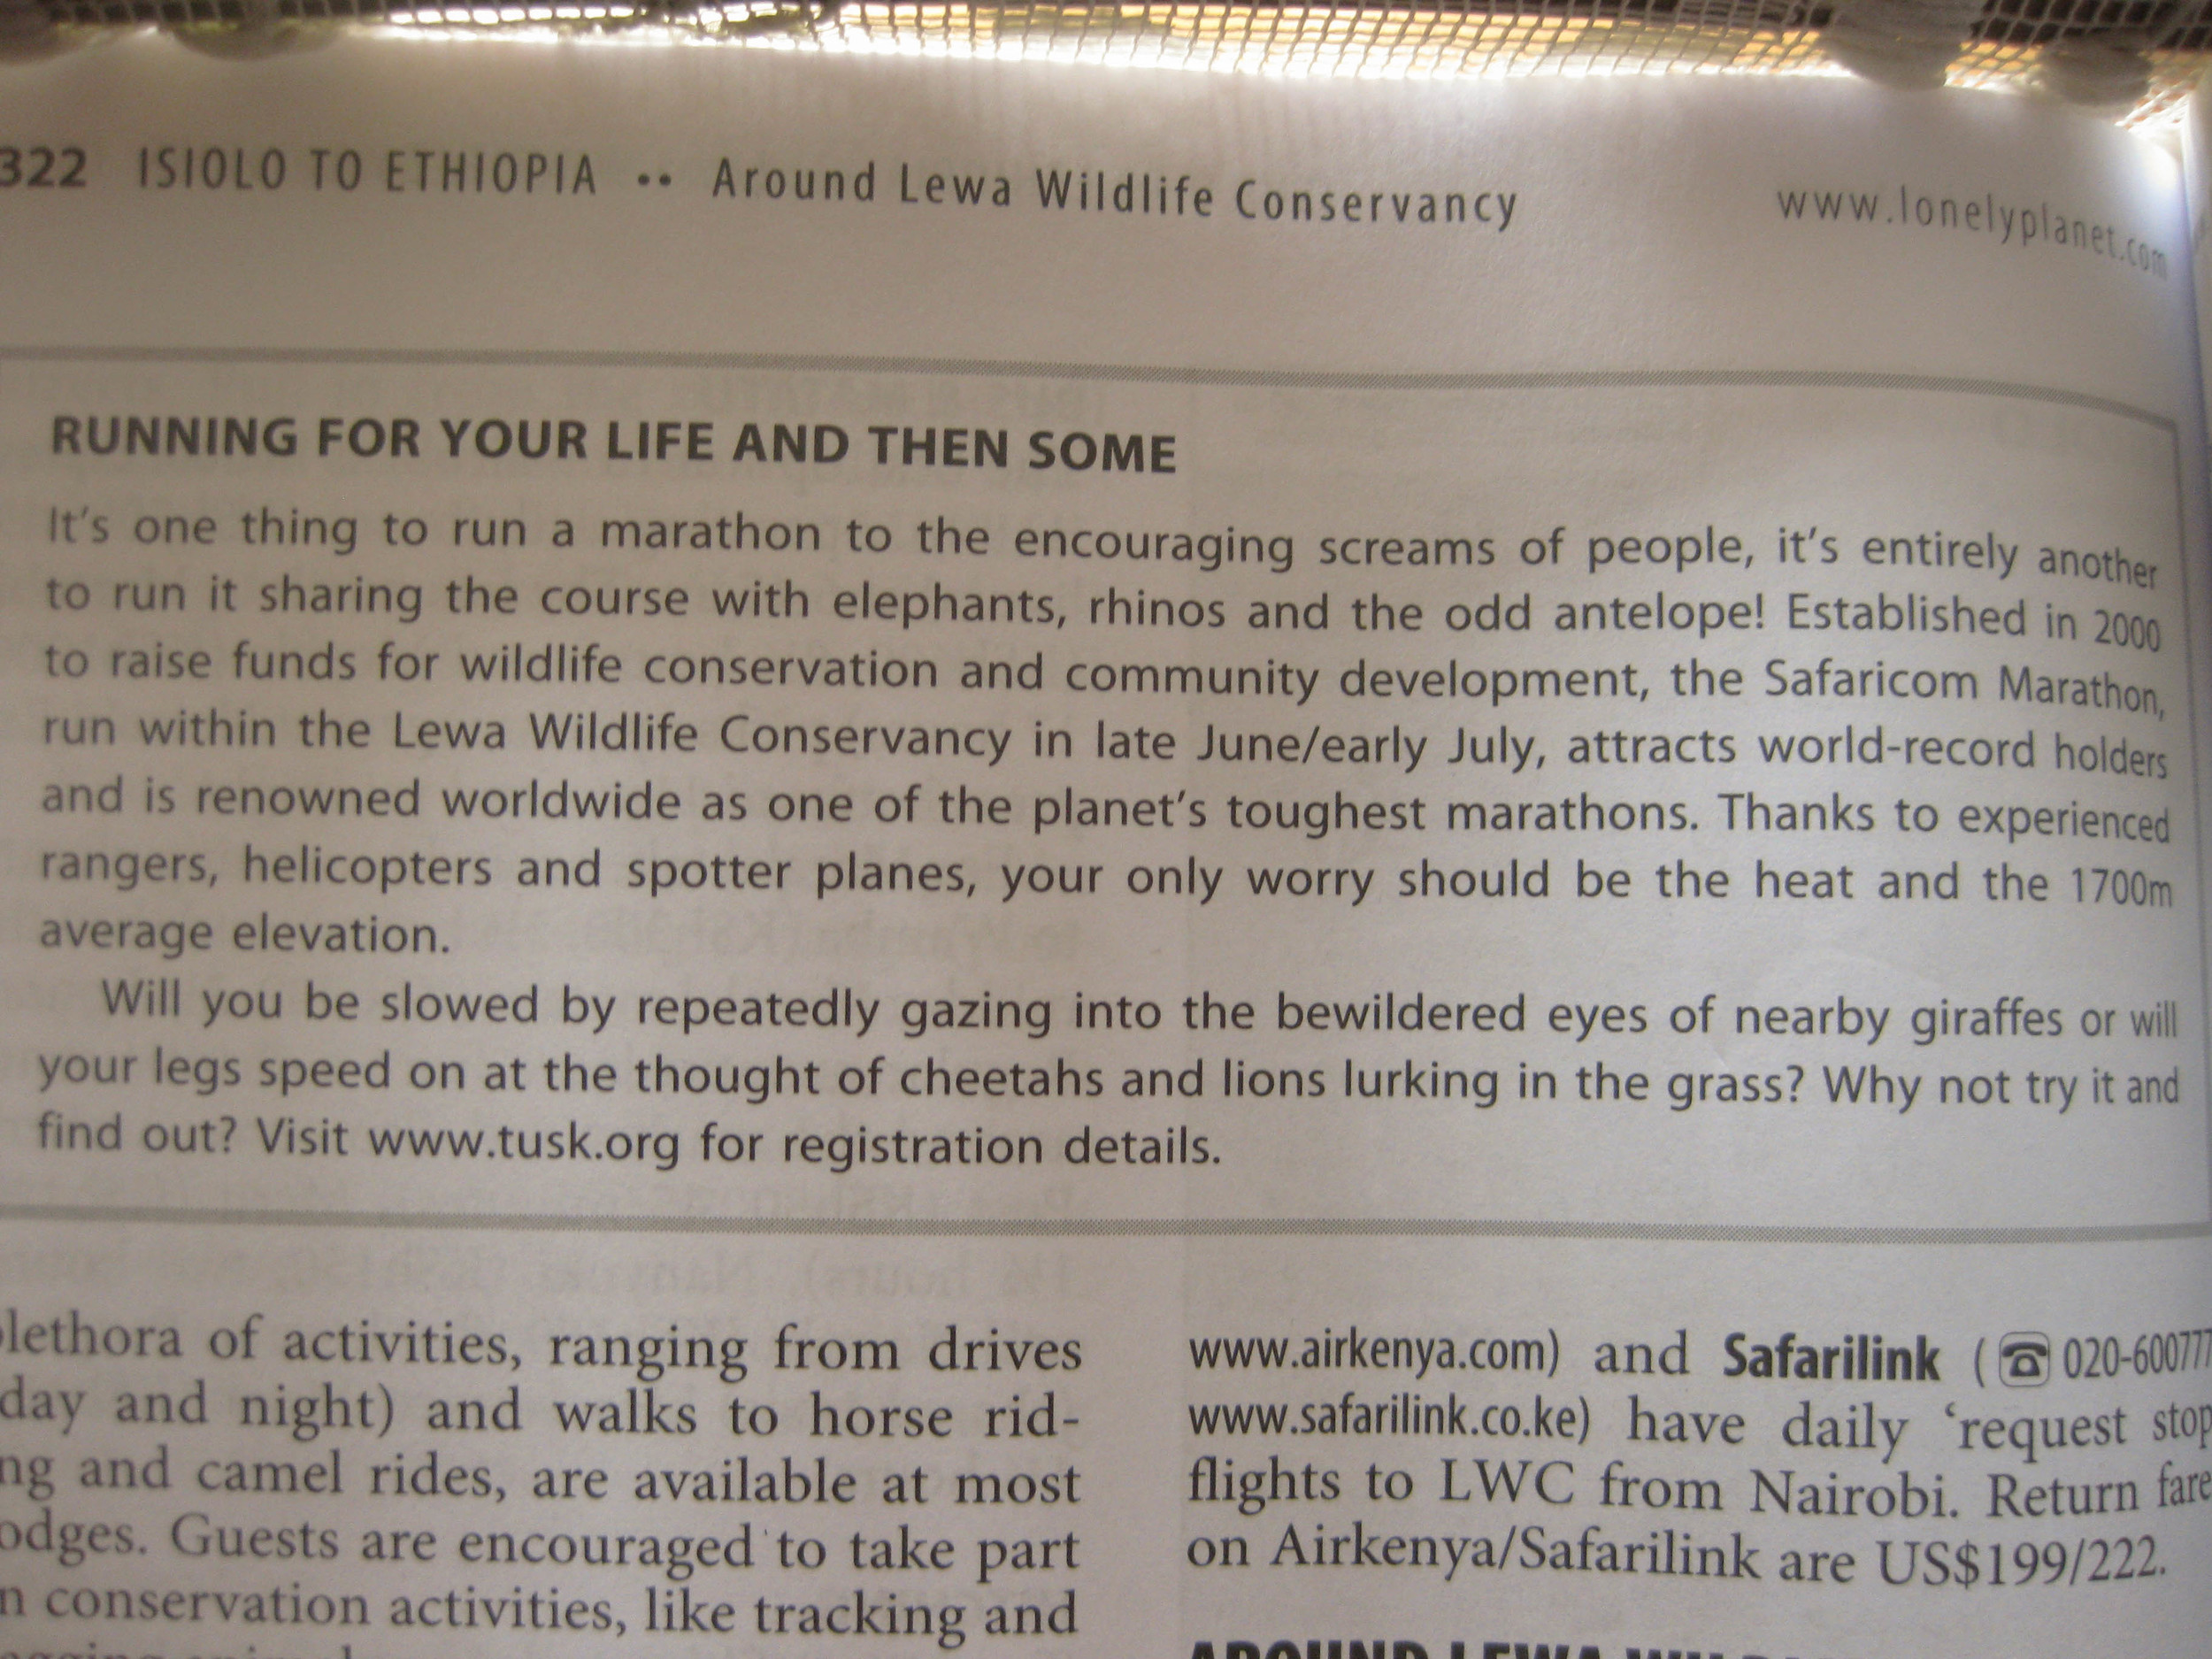 322 ISIOLO TO ETHIOPIA •• Around Lewa Wildlife Conservancy www.lonelyplanet.com
RUNNING FOR YOUR LIFE AND THEN SOME
It's one thing to run a marathon to the encouraging screams of people, it's entirely another
to run it sharing the course with elephants, rhinos and the odd antelope! Established in 2000
to raise funds for wildlife conservation and community development, the Safaricom Marathon,
run within the Lewa Wildlife Conservancy in late June/early July, attracts world-record holders
and is renowned worldwide as one of the planet's toughest marathons. Thanks to experienced
rangers, helicopters and spotter planes, your only worry should be the heat and the 1700m
average elevation.
Will you be slowed by repeatedly gazing into the bewildered eyes of nearby giraffes or will
your legs speed on at the thought of cheetahs and lions lurking in the grass? Why not try it and
find out? Visit www.tusk.org for registration details.
plethora of activities, ranging from drives
day and night) and walks to horse rid-
ng and camel rides, are available at most
odges. Guests are encouraged to take part
n conservation activities, like tracking and
www.airkenya.com) and Safarilink (☎ 020-600777
www.safarilink.co.ke) have daily 'request stop
flights to LWC from Nairobi. Return fare
on Airkenya/Safarilink are US$199/222.
AROUND LEWA